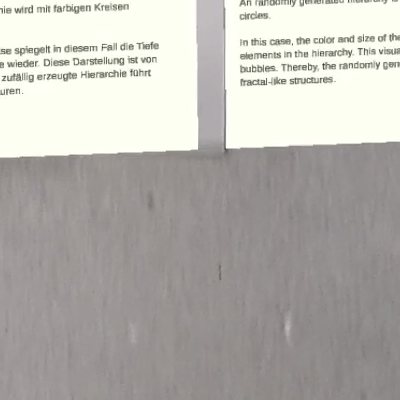 nie wird mit farbigen Kreisen
se spiegelt in diesem Fall die Tiefe
e wieder. Diese Darstellung ist von
zufällig erzeugte Hierarchie führt
uren.
An randomly generated hierarchy is
circles.
In this case, the color and size of the
elements in the hierarchy. This visua
bubbles. Thereby, the randomly gen
fractal-like structures.